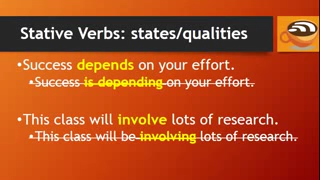 Stative Verbs: states/qualities
•Success depends on your effort.
•Success is depending on your effort.
•This class will involve lots of research.
•This class will be involving lots of research.